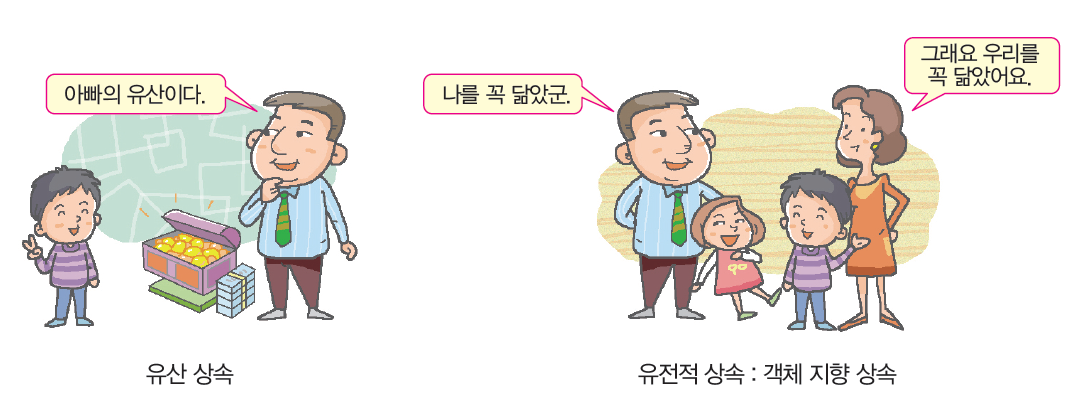 아빠의 유산이다.
나를 꼭 닮았군.
그래요 우리를
꼭 닮았어요.
유산 상속
유전적 상속 : 객체 지향 상속